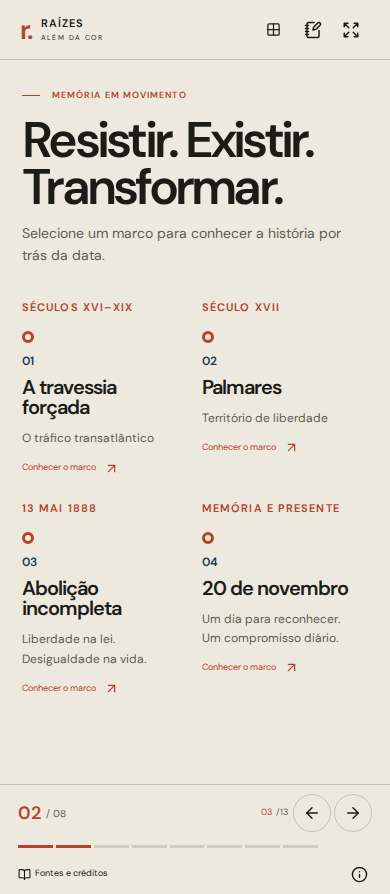 r. RAÍZES
ALÉM DA COR
MEMÓRIA EM MOVIMENTO
Resistir. Existir.
Transformar.
Selecione um marco para conhecer a história por
trás da data.
SÉCULOS XVI–XIX
01
A travessia
forçada
O tráfico transatlântico
Conhecer o marco
SÉCULO XVII
02
Palmares
Território de liberdade
Conhecer o marco
13 MAI 1888
03
Abolição
incompleta
Liberdade na lei.
Desigualdade na vida.
Conhecer o marco
MEMÓRIA E PRESENTE
04
20 de novembro
Um dia para reconhecer.
Um compromisso diário.
Conhecer o marco
02 / 08
03 /13
Fontes e créditos